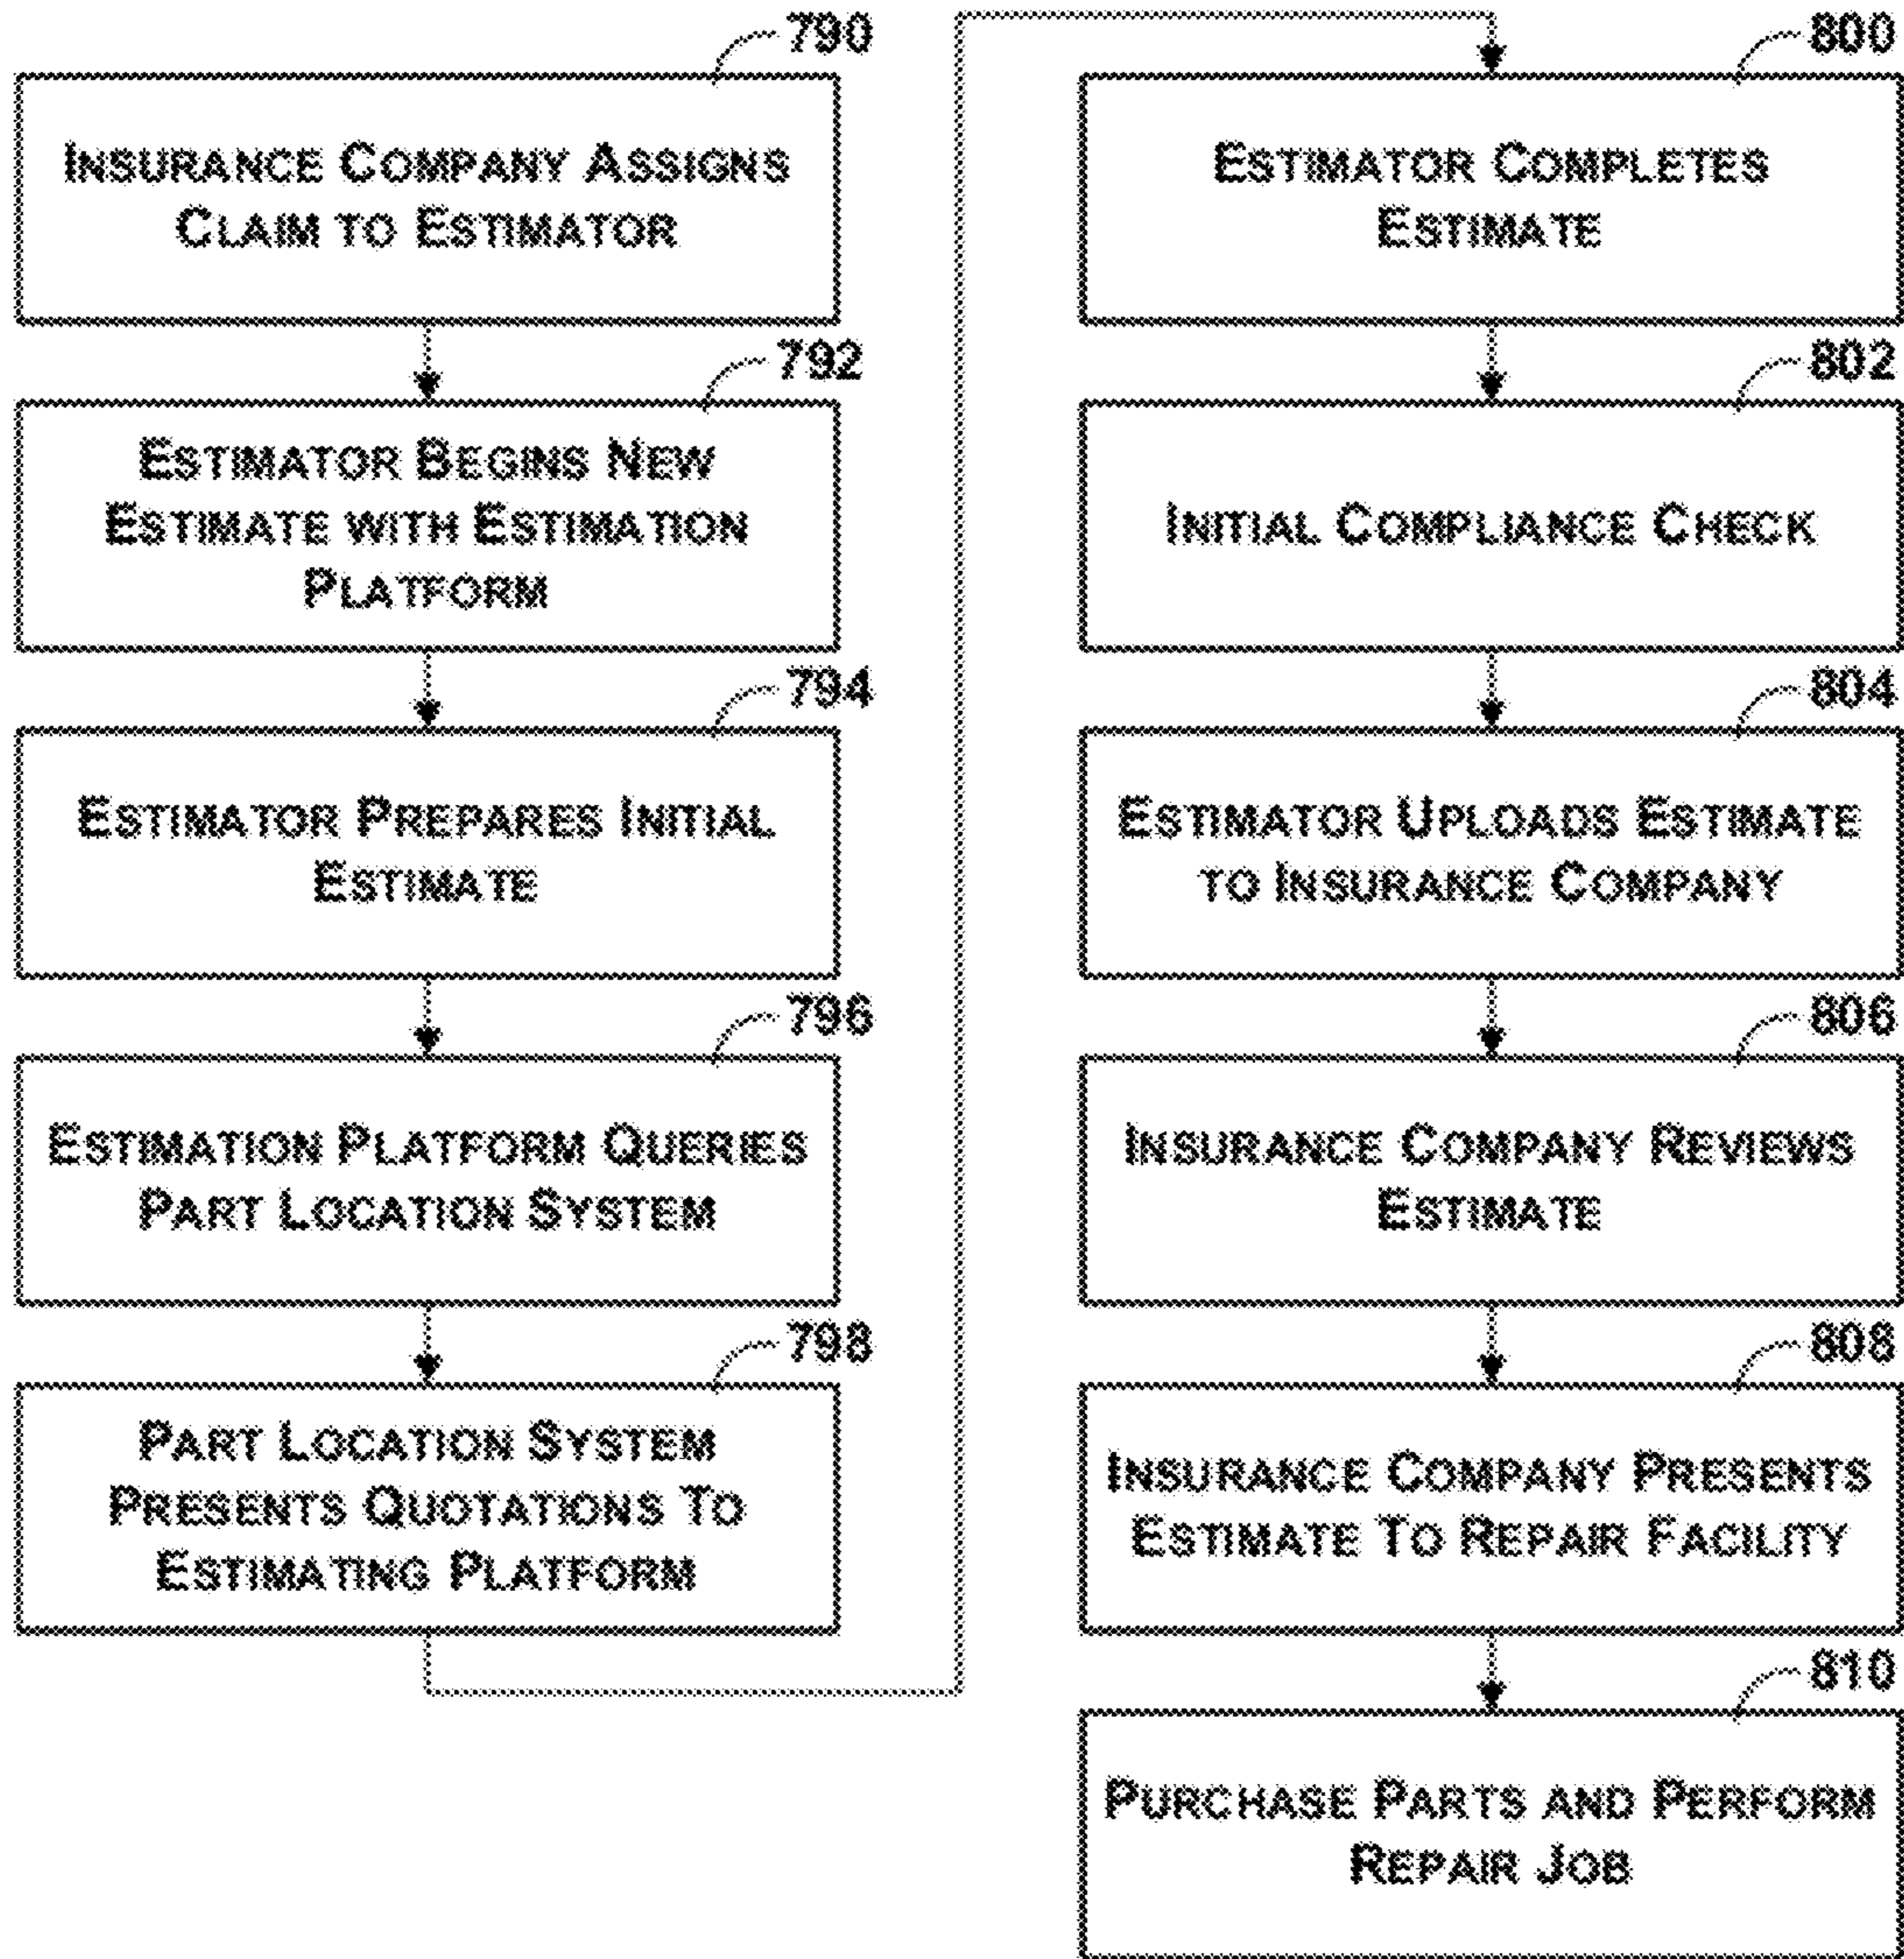 790
INSURANCE COMPANY ASSIGNS
CLAIM TO ESTIMATOR
792
ESTIMATOR BEGINS NEW
ESTIMATE WITH ESTIMATION
PLATFORM
794
ESTIMATOR PREPARES INITIAL
ESTIMATE
796
ESTIMATION PLATFORM QUERIES
PART LOCATION SYSTEM
798
PART LOCATION SYSTEM
PRESENTS QUOTATIONS TO
ESTIMATING PLATFORM
800
ESTIMATOR COMPLETES
ESTIMATE
802
INITIAL COMPLIANCE CHECK
804
ESTIMATOR UPLOADS ESTIMATE
TO INSURANCE COMPANY
806
INSURANCE COMPANY REVIEWS
ESTIMATE
808
INSURANCE COMPANY PRESENTS
ESTIMATE TO REPAIR FACILITY
810
PURCHASE PARTS AND PERFORM
REPAIR JOB